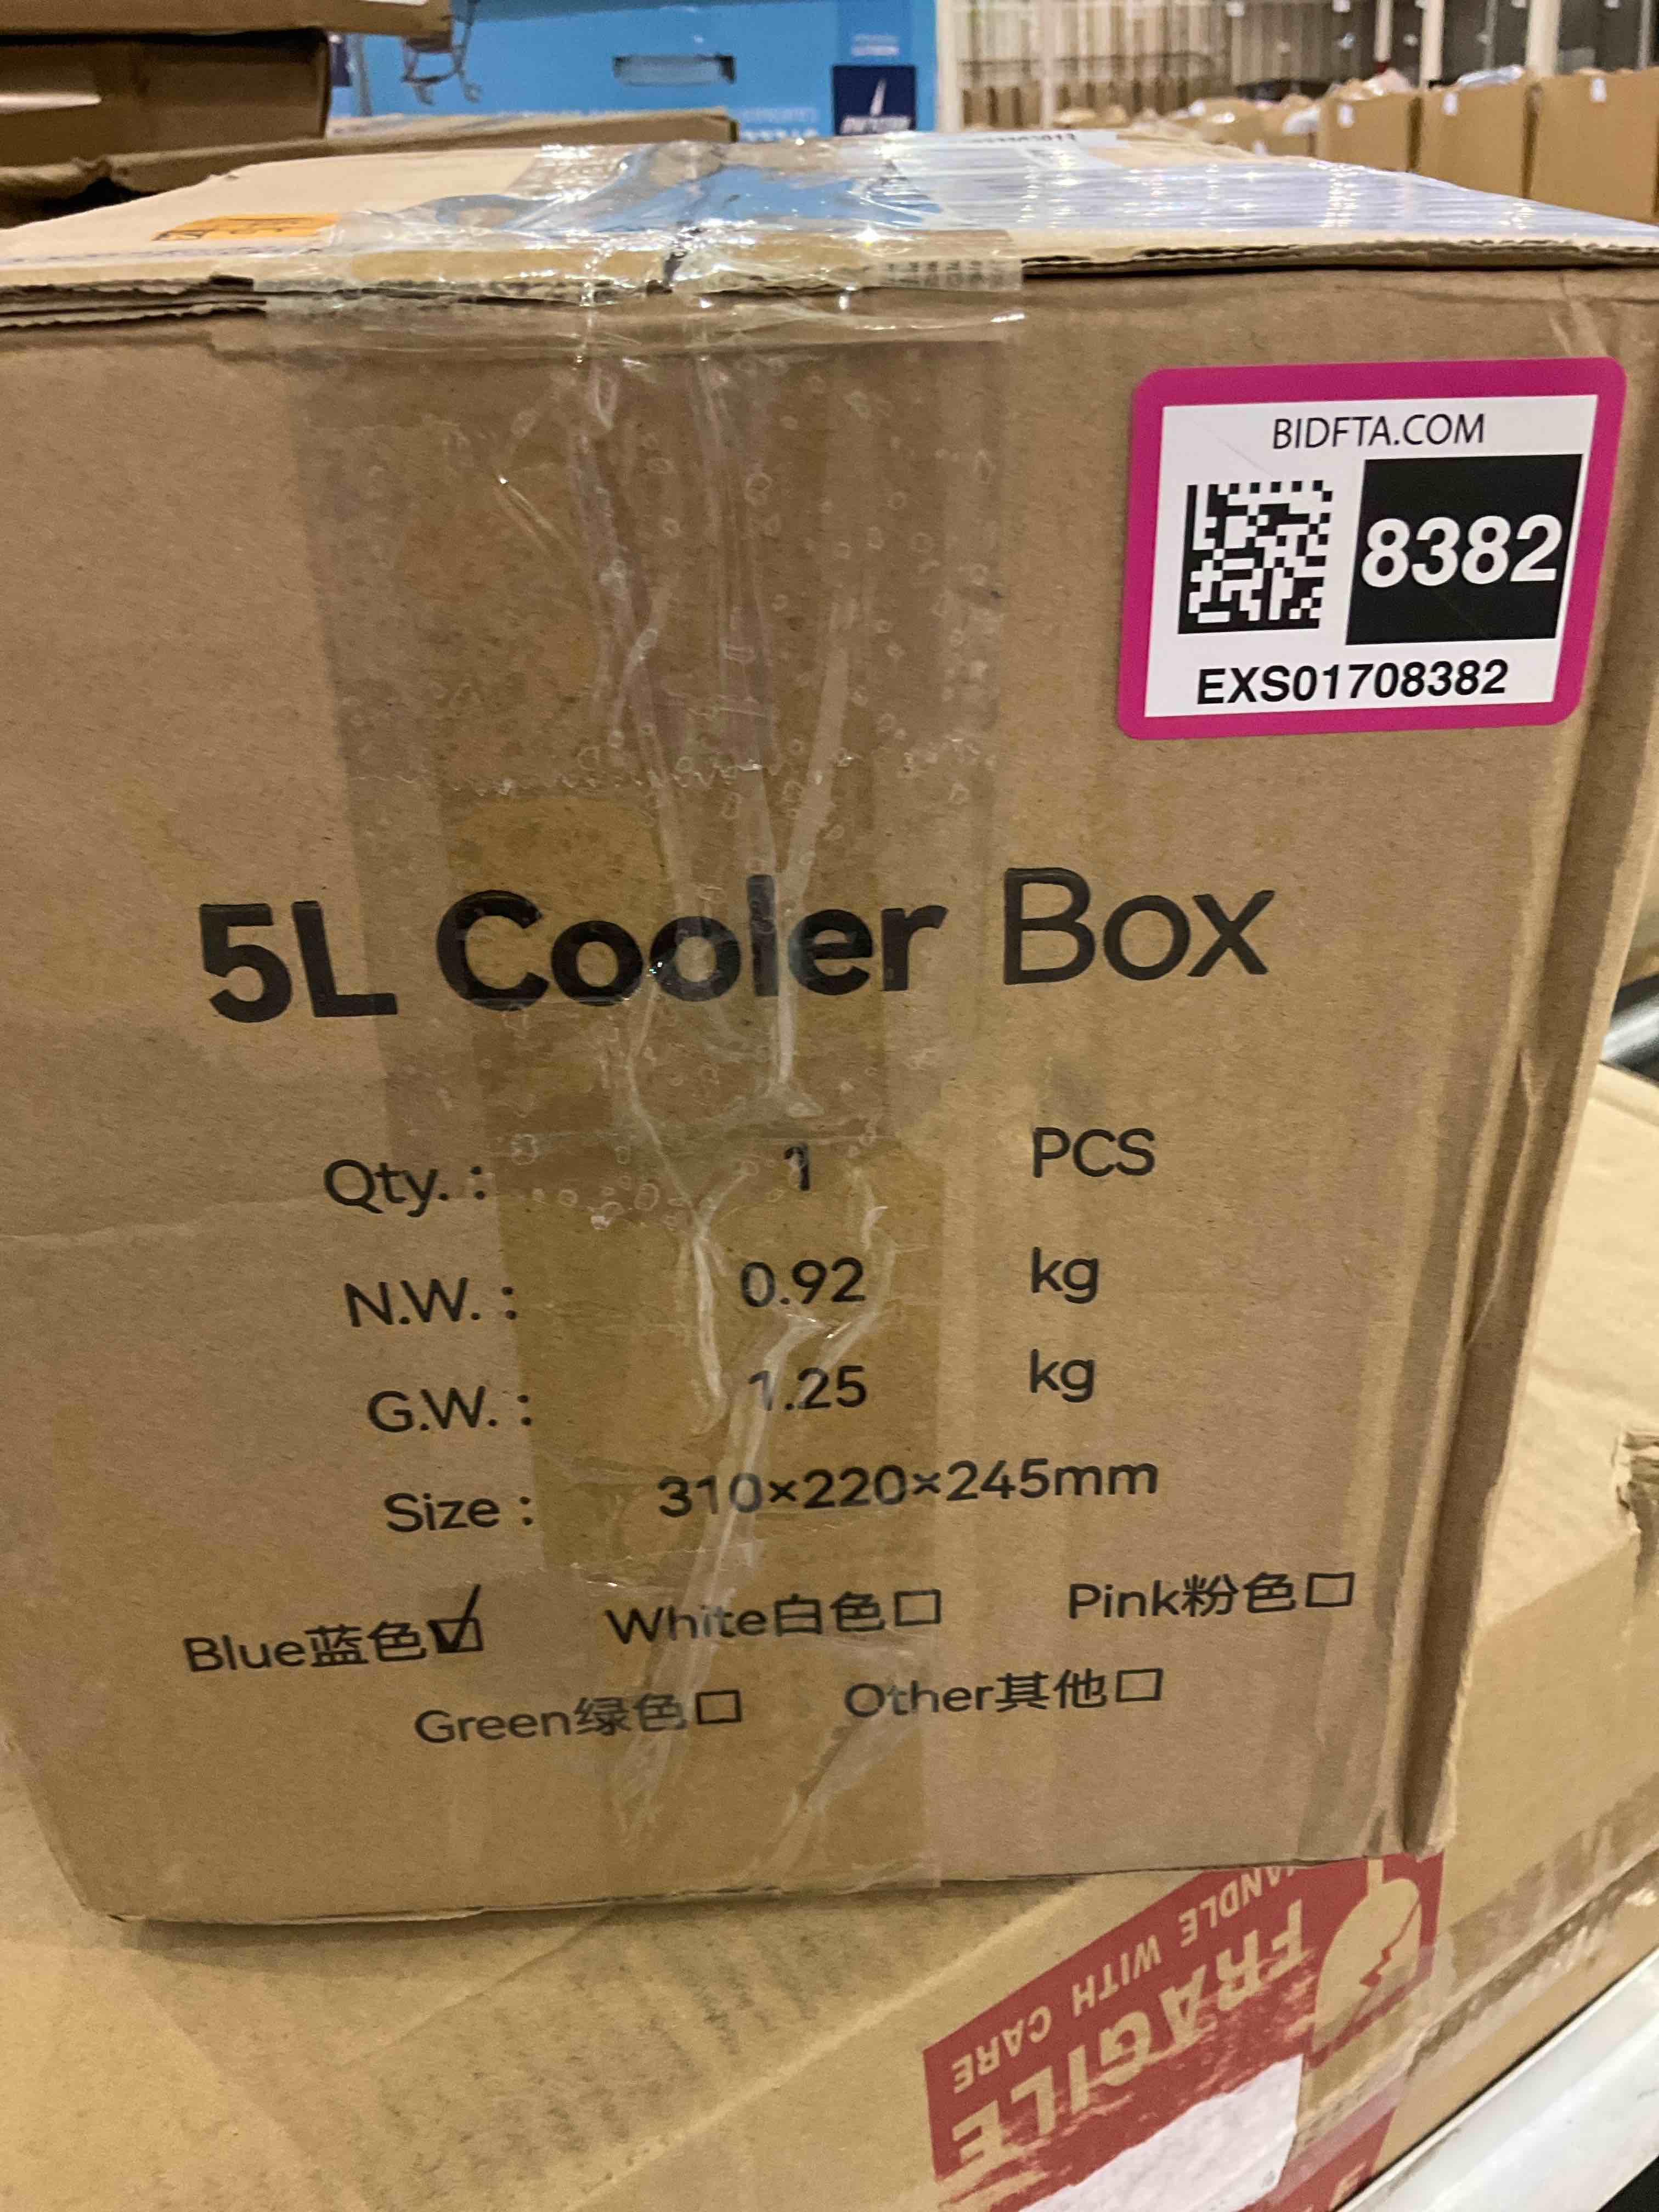 BIDFTA.COM
8382
EXS01708382
5L Cooler Box
Qty. : 1 PCS
N.W. : 0.92 kg
G.W. : 1.25 kg
Size : 310×220×245mm
Blue蓝色☑ White白色□ Pink粉色□
Green绿色□ Other其他□
FRAGILE
HANDLE WITH CARE